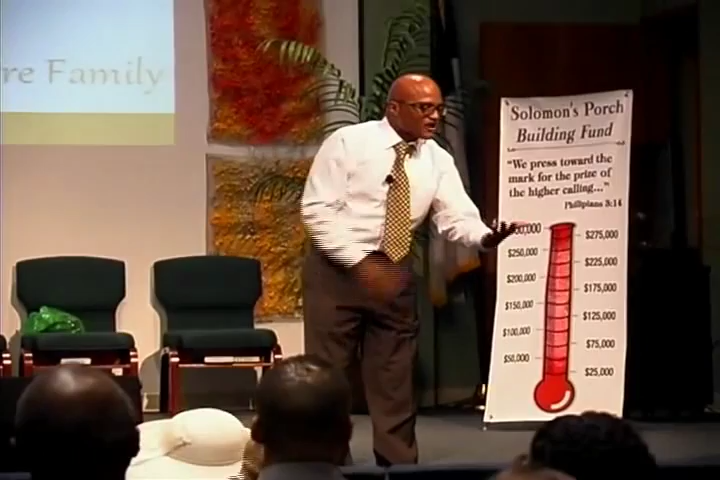 re Family
Solomon's Porch
Building Fund
"We press toward the
mark for the prize of
the higher calling..."
Philipians 3:14
$275,000
$250,000
$225,000
$200,000
$175,000
$150,000
$125,000
$100,000
$75,000
$50,000
$25,000